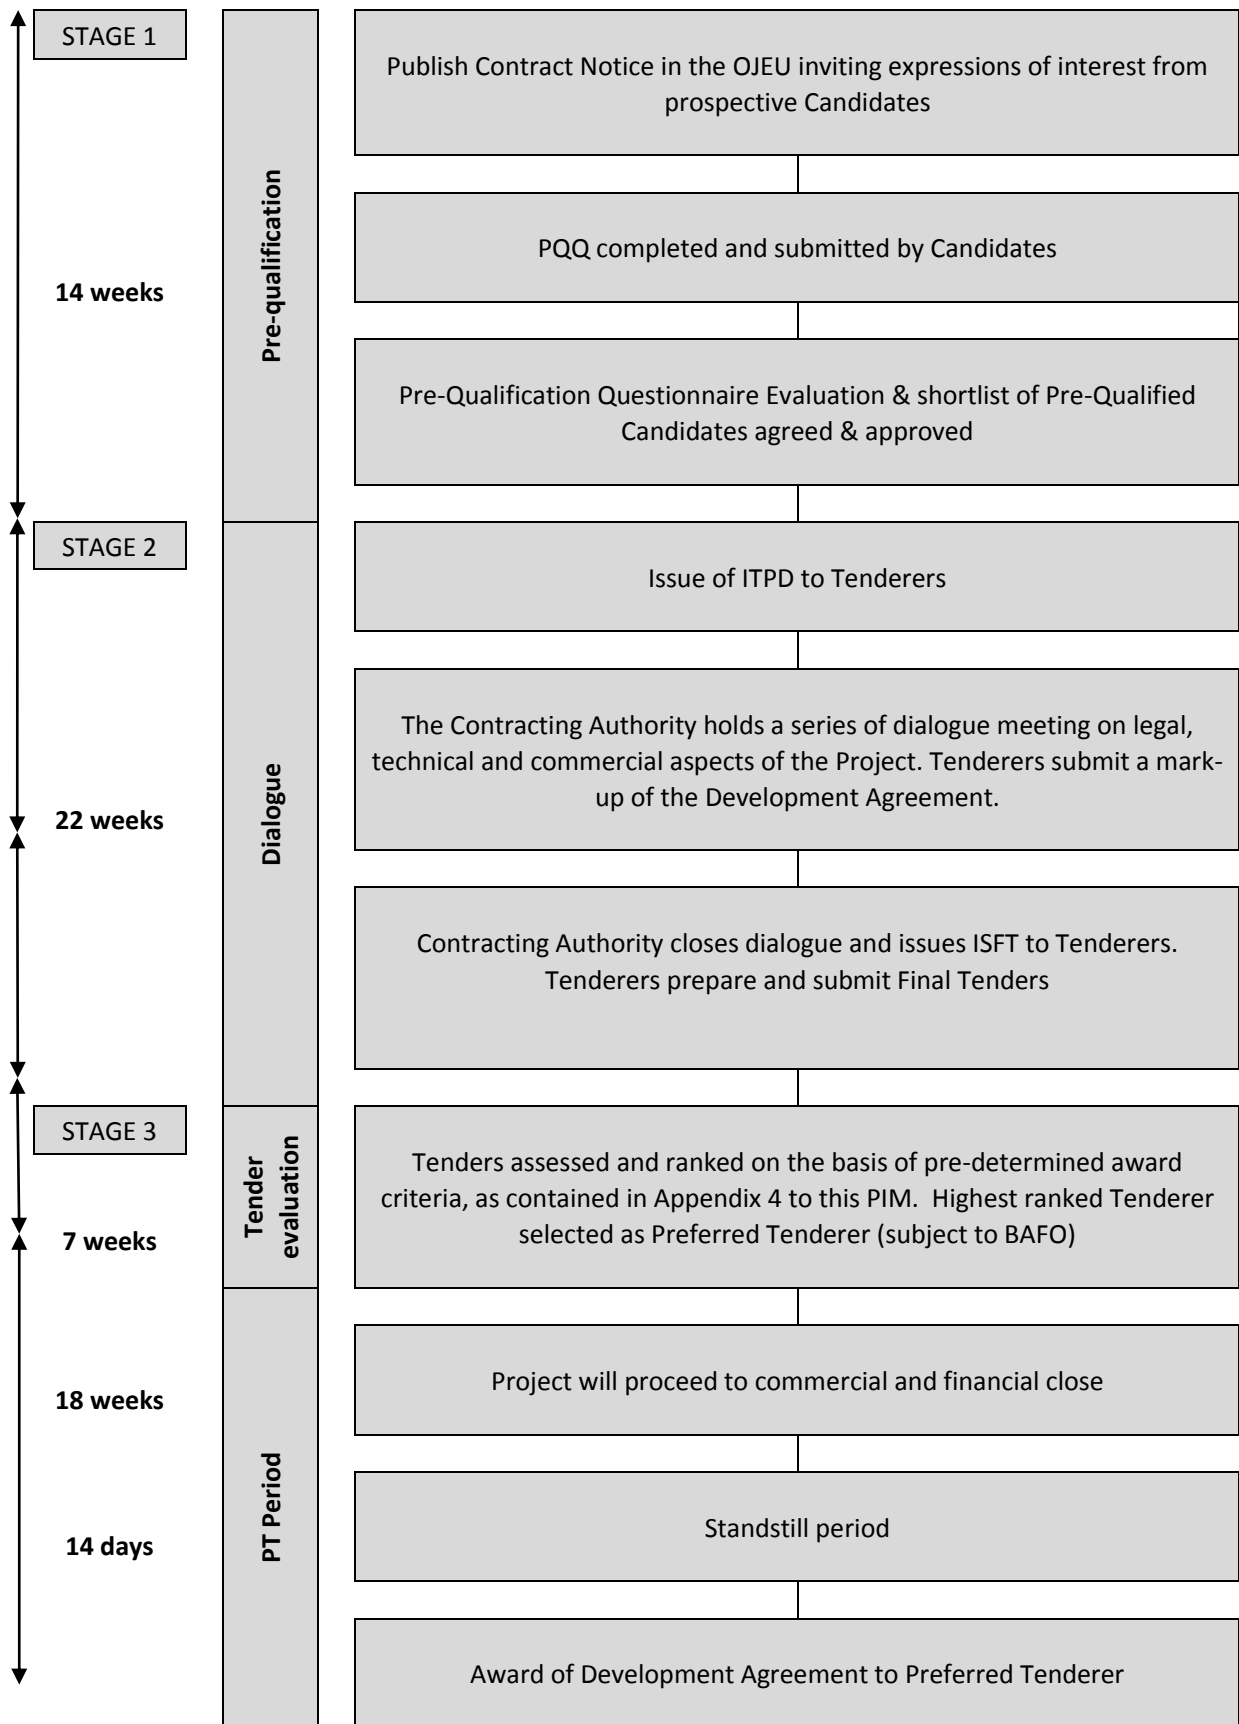 STAGE 1
14 weeks
Pre-qualification
Publish Contract Notice in the OJEU inviting expressions of interest from
prospective Candidates
PQQ completed and submitted by Candidates
Pre-Qualification Questionnaire Evaluation & shortlist of Pre-Qualified
Candidates agreed & approved
STAGE 2
22 weeks
Dialogue
Issue of ITPD to Tenderers
The Contracting Authority holds a series of dialogue meeting on legal,
technical and commercial aspects of the Project. Tenderers submit a mark-
up of the Development Agreement.
Contracting Authority closes dialogue and issues ISFT to Tenderers.
Tenderers prepare and submit Final Tenders
STAGE 3
7 weeks
Tender
evaluation
Tenders assessed and ranked on the basis of pre-determined award
criteria, as contained in Appendix 4 to this PIM.  Highest ranked Tenderer
selected as Preferred Tenderer (subject to BAFO)
18 weeks
14 days
PT Period
Project will proceed to commercial and financial close
Standstill period
Award of Development Agreement to Preferred Tenderer